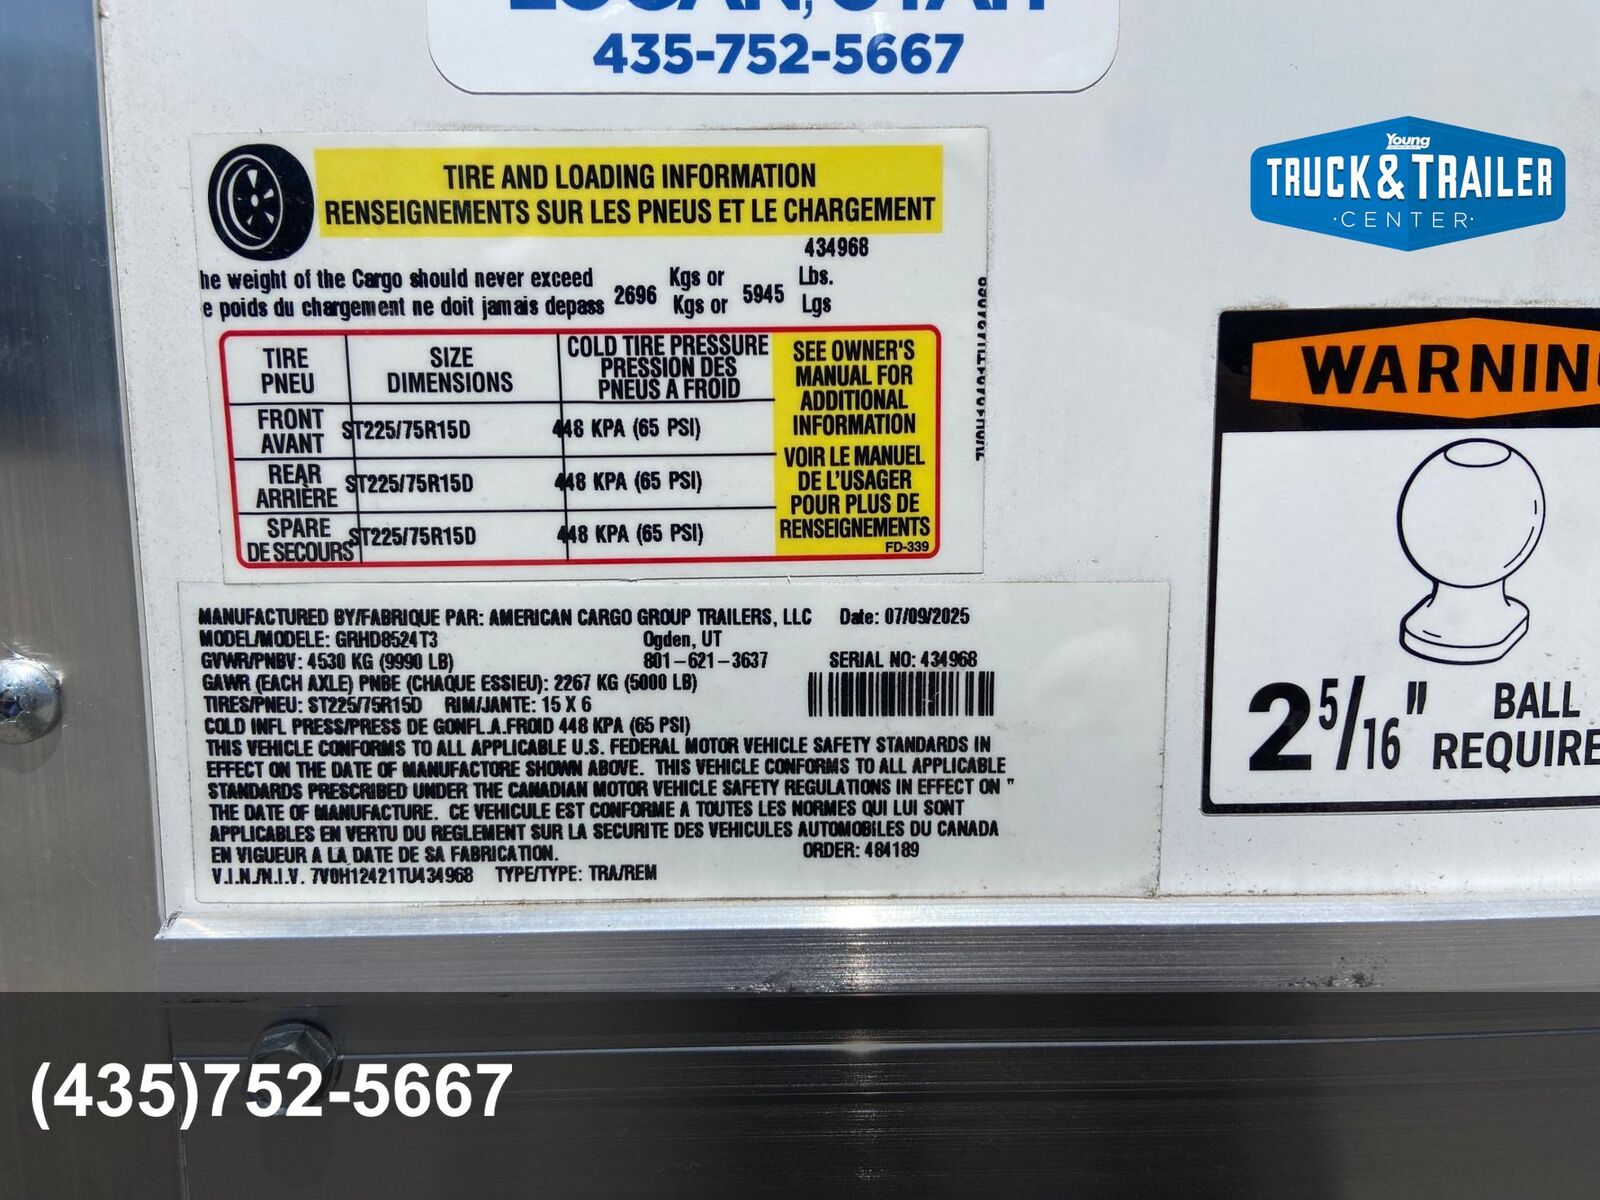 LOGAN, UTAH
435-752-5667
Young
TRUCK & TRAILER
·CENTER·
TIRE AND LOADING INFORMATION
RENSEIGNEMENTS SUR LES PNEUS ET LE CHARGEMENT
434968
he weight of the Cargo should never exceed Kgs or Lbs.
e poids du chargement ne doit jamais depass 2696 Kgs or 5945 Lgs
TIRE
PNEU
SIZE
DIMENSIONS
COLD TIRE PRESSURE
PRESSION DES
PNEUS A FROID
FRONT
AVANT
ST225/75R15D
448 KPA (65 PSI)
REAR
ARRIÈRE
ST225/75R15D
448 KPA (65 PSI)
SPARE
DE SECOURS
ST225/75R15D
448 KPA (65 PSI)
SEE OWNER'S
MANUAL FOR
ADDITIONAL
INFORMATION
VOIR LE MANUEL
DE L'USAGER
POUR PLUS DE
RENSEIGNEMENTS
FD-339
MANUFACTURED BY/FABRIQUE PAR: AMERICAN CARGO GROUP TRAILERS, LLC Date: 07/09/2025
MODEL/MODELE: GRHD8524T3 Ogden, UT
GVWR/PNBV: 4530 KG (9990 LB) 801-621-3637 SERIAL NO: 434968
GAWR (EACH AXLE) PNBE (CHAQUE ESSIEU): 2267 KG (5000 LB)
TIRES/PNEU: ST225/75R15D RIM/JANTE: 15 X 6
COLD INFL PRESS/PRESS DE GONFL.A.FROID 448 KPA (65 PSI)
THIS VEHICLE CONFORMS TO ALL APPLICABLE U.S. FEDERAL MOTOR VEHICLE SAFETY STANDARDS IN
EFFECT ON THE DATE OF MANUFACTORE SHOWN ABOVE. THIS VEHICLE CONFORMS TO ALL APPLICABLE
STANDARDS PRESCRIBED UNDER THE CANADIAN MOTOR VEHICLE SAFETY REGULATIONS IN EFFECT ON "
THE DATE OF MANUFACTURE. CE VEHICULE EST CONFORME A TOUTES LES NORMES QUI LUI SONT
APPLICABLES EN VERTU DU REGLEMENT SUR LA SECURITE DES VEHICULES AUTOMOBILES DU CANADA
EN VIGUEUR A LA DATE DE SA FABRICATION. ORDER: 484189
V.I.N./N.I.V. 7V0H12421TU434968 TYPE/TYPE: TRA/REM
WARNING
2 5/16" BALL
REQUIRE
(435)752-5667